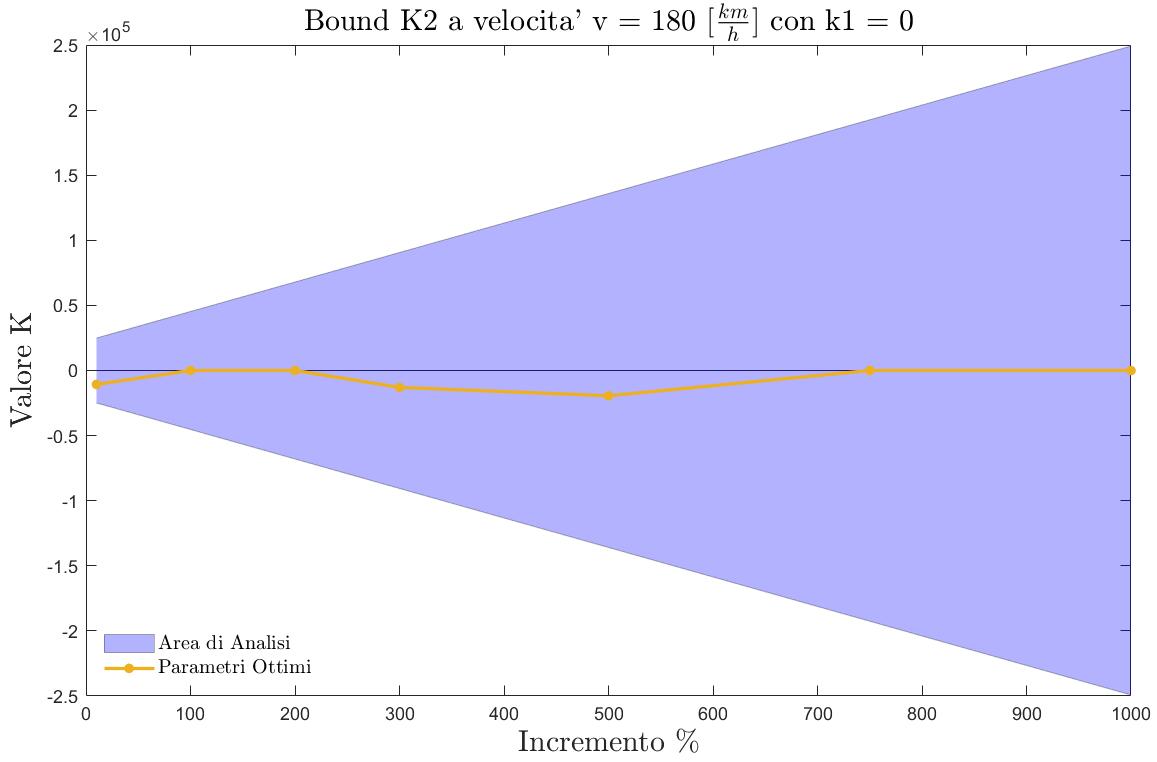 Bound K2 a velocita' v = 180 [km/h] con k1 = 0
×10⁵
2.5
2
1.5
1
0.5
0
-0.5
-1
-1.5
-2
-2.5
Valore K
Area di Analisi
Parametri Ottimi
0 100 200 300 400 500 600 700 800 900 1000
Incremento %